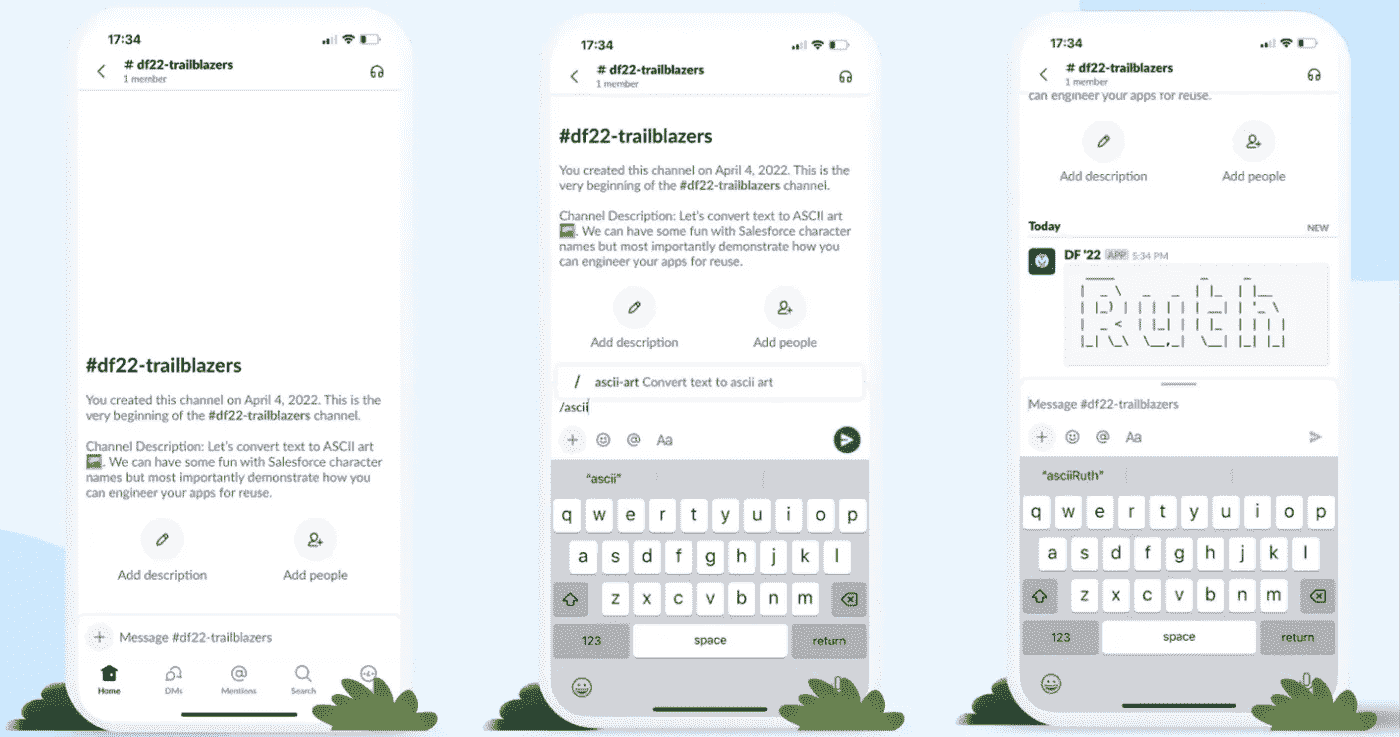 17:34
# df22-trailblazers
1 member
#df22-trailblazers
You created this channel on April 4, 2022. This is the
very beginning of the #df22-trailblazers channel.
Channel Description: Let's convert text to ASCII art
. We can have some fun with Salesforce character
names but most importantly demonstrate how you
can engineer your apps for reuse.
Add description
Add people
+ Message #df22-trailblazers
Home
DMs
Mentions
Search
17:34
# df22-trailblazers
1 member
#df22-trailblazers
You created this channel on April 4, 2022. This is the
very beginning of the #df22-trailblazers channel.
Channel Description: Let's convert text to ASCII art
. We can have some fun with Salesforce character
names but most importantly demonstrate how you
can engineer your apps for reuse.
Add description
Add people
/ ascii-art Convert text to ascii art
/ascii
+ @ Aa
"ascii"
q w e r t y u i o p
a s d f g h j k l
z x c v b n m
123 space return
17:34
# df22-trailblazers
1 member
can engineer your apps for reuse.
Add description
Add people
Today NEW
DF '22 APP 5:34 PM
Ruth
Message #df22-trailblazers
+ @ Aa
"asciiRuth"
q w e r t y u i o p
a s d f g h j k l
z x c v b n m
123 space return